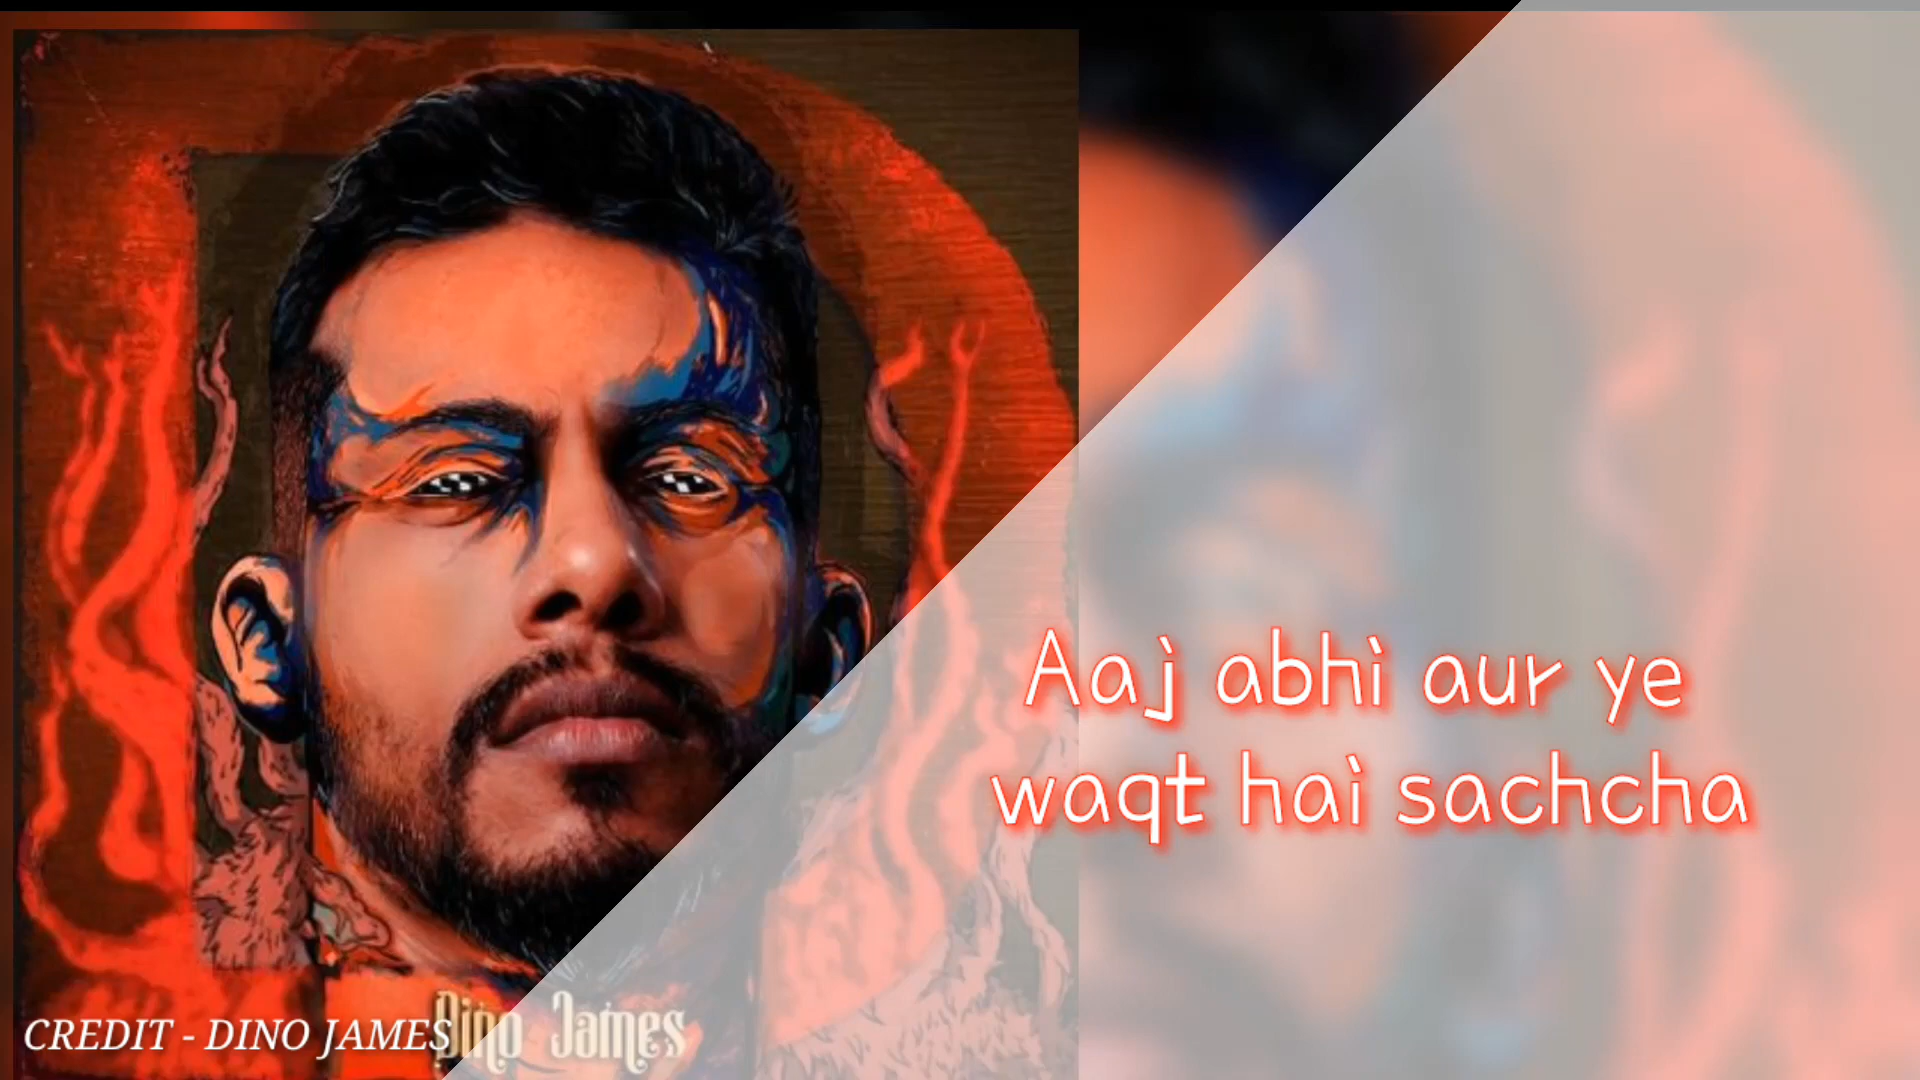 Aaj abhi aur ye
waqt hai sachcha
CREDIT - DINO JAMES
Dino James